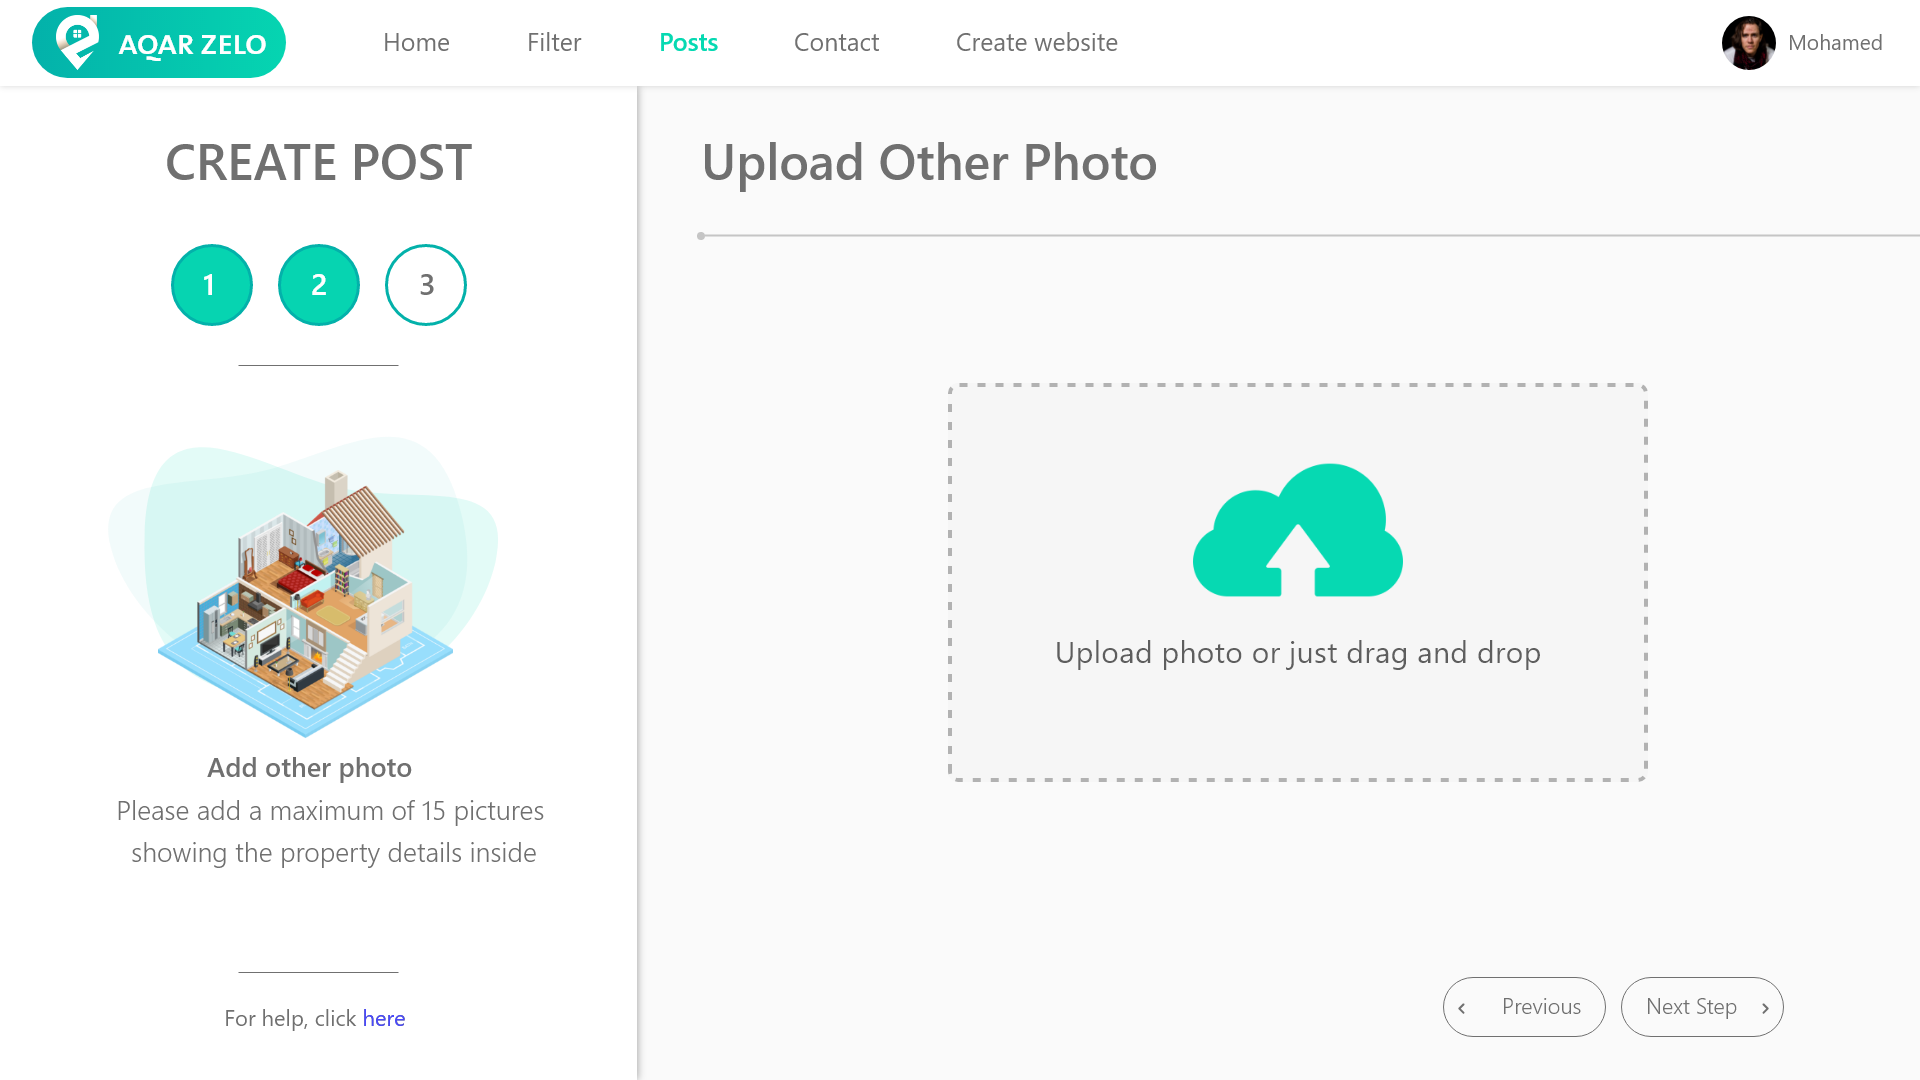 AQAR ZELO
Home
Filter
Posts
Contact
Create website
Mohamed
CREATE POST
1
2
3
Add other photo
Please add a maximum of 15 pictures
showing the property details inside
For help, click here
Upload Other Photo
Upload photo or just drag and drop
‹ Previous
Next Step ›